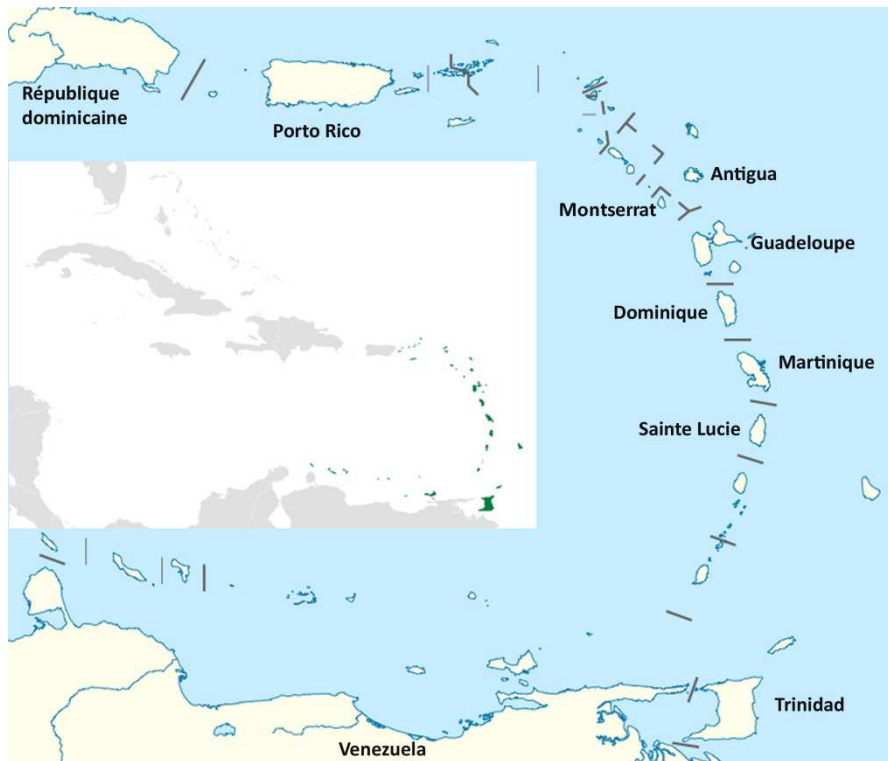 République
dominicaine
Porto Rico
Antigua
Montserrat
Guadeloupe
Dominique
Martinique
Sainte Lucie
Trinidad
Venezuela